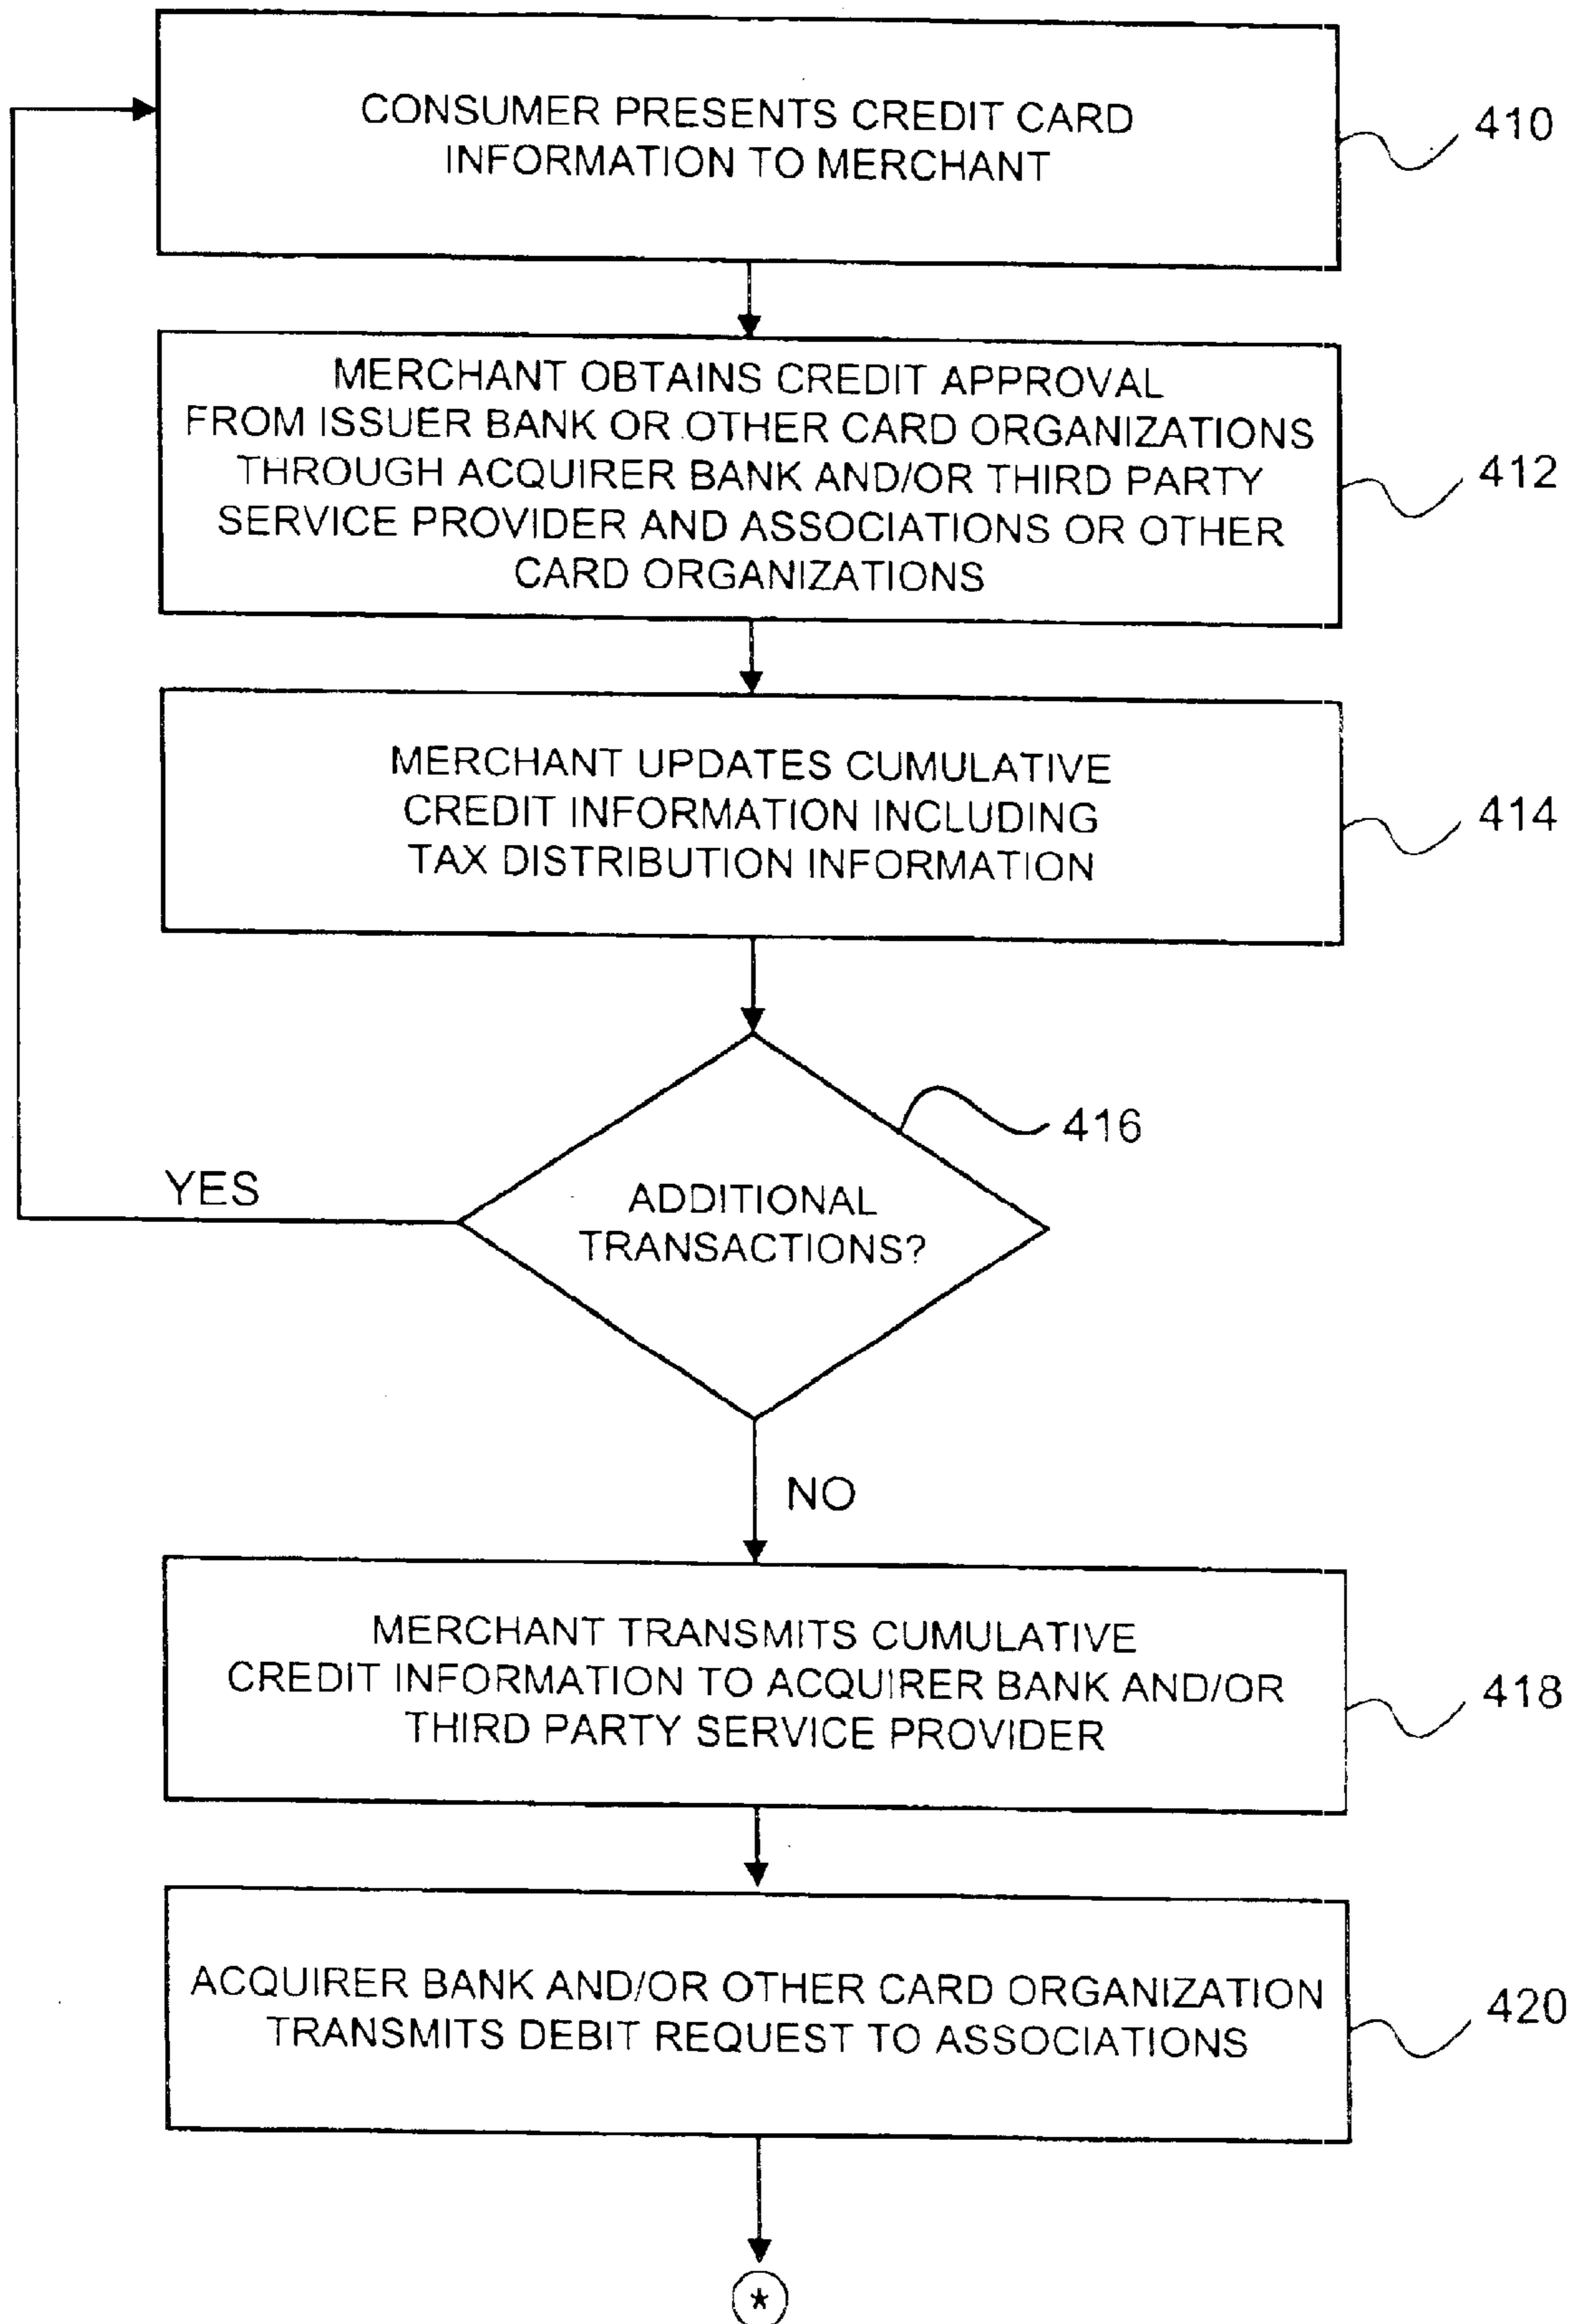 CONSUMER PRESENTS CREDIT CARD
INFORMATION TO MERCHANT
410
MERCHANT OBTAINS CREDIT APPROVAL
FROM ISSUER BANK OR OTHER CARD ORGANIZATIONS
THROUGH ACQUIRER BANK AND/OR THIRD PARTY
SERVICE PROVIDER AND ASSOCIATIONS OR OTHER
CARD ORGANIZATIONS
412
MERCHANT UPDATES CUMULATIVE
CREDIT INFORMATION INCLUDING
TAX DISTRIBUTION INFORMATION
414
416
YES
ADDITIONAL
TRANSACTIONS?
NO
MERCHANT TRANSMITS CUMULATIVE
CREDIT INFORMATION TO ACQUIRER BANK AND/OR
THIRD PARTY SERVICE PROVIDER
418
ACQUIRER BANK AND/OR OTHER CARD ORGANIZATION
TRANSMITS DEBIT REQUEST TO ASSOCIATIONS
420
*